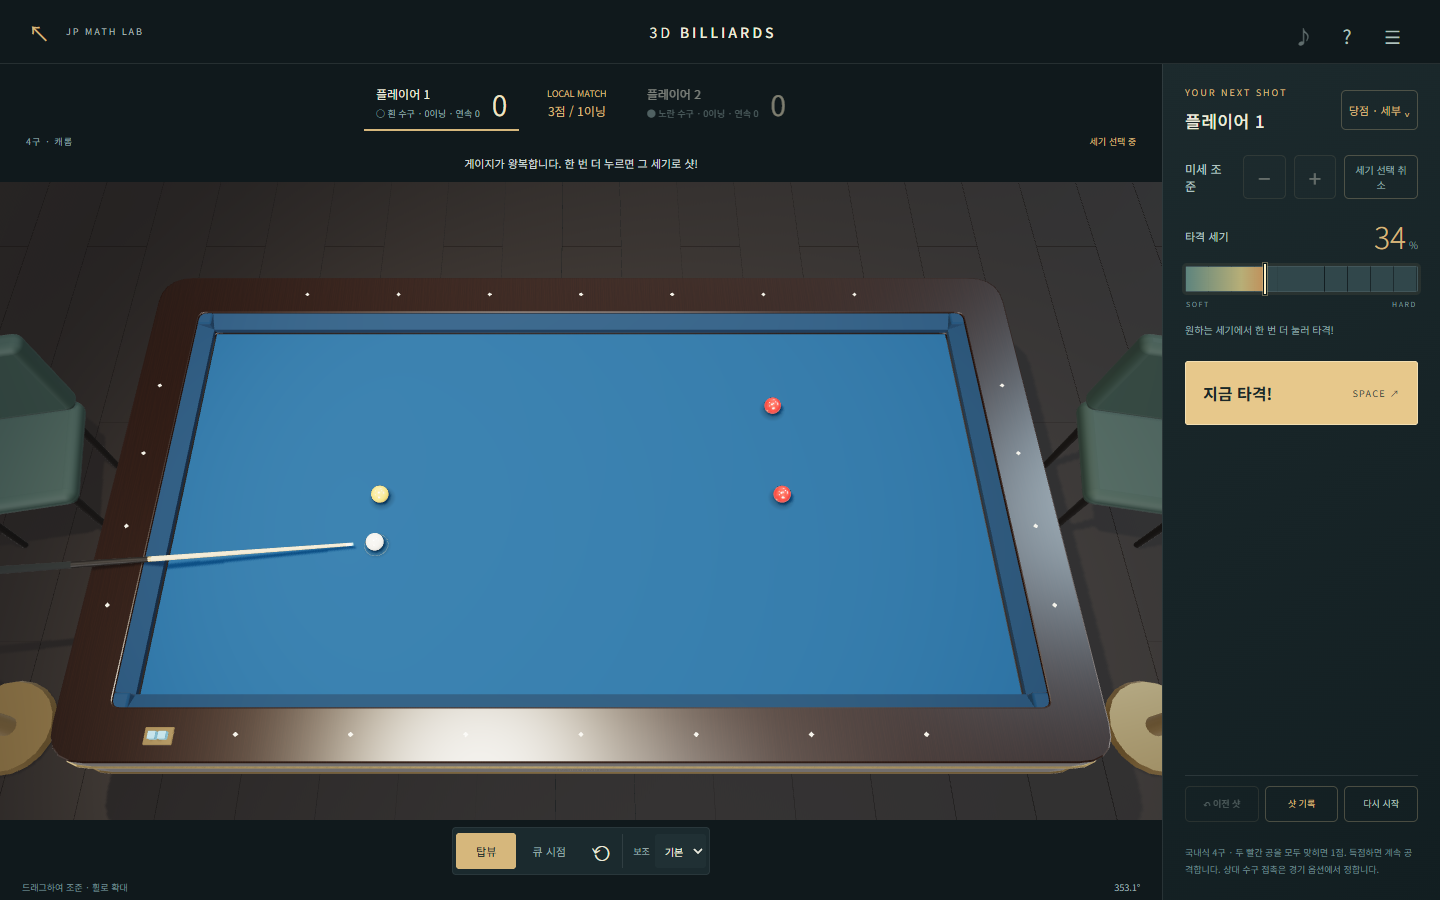 JP MATH LAB
3D BILLIARDS
?
플레이어 1
흰 수구 · 0이닝 · 연속 0
0
LOCAL MATCH
3점 / 1이닝
플레이어 2
노란 수구 · 0이닝 · 연속 0
0
4구 · 캐롬
세기 선택 중
게이지가 왕복합니다. 한 번 더 누르면 그 세기로 샷!
YOUR NEXT SHOT
플레이어 1
당점 · 세부
미세 조
준
−
+
세기 선택 취
소
타격 세기
34 %
SOFT
HARD
원하는 세기에서 한 번 더 눌러 타격!
지금 타격!
SPACE ↗
↶ 이전 샷
샷 기록
다시 시작
국내식 4구 · 두 빨간 공을 모두 맞히면 1점. 득점하면 계속 공
격합니다. 상대 수구 접촉은 경기 옵션에서 정합니다.
탑뷰
큐 시점
보조
기본
드래그하여 조준 · 휠로 확대
353.1°